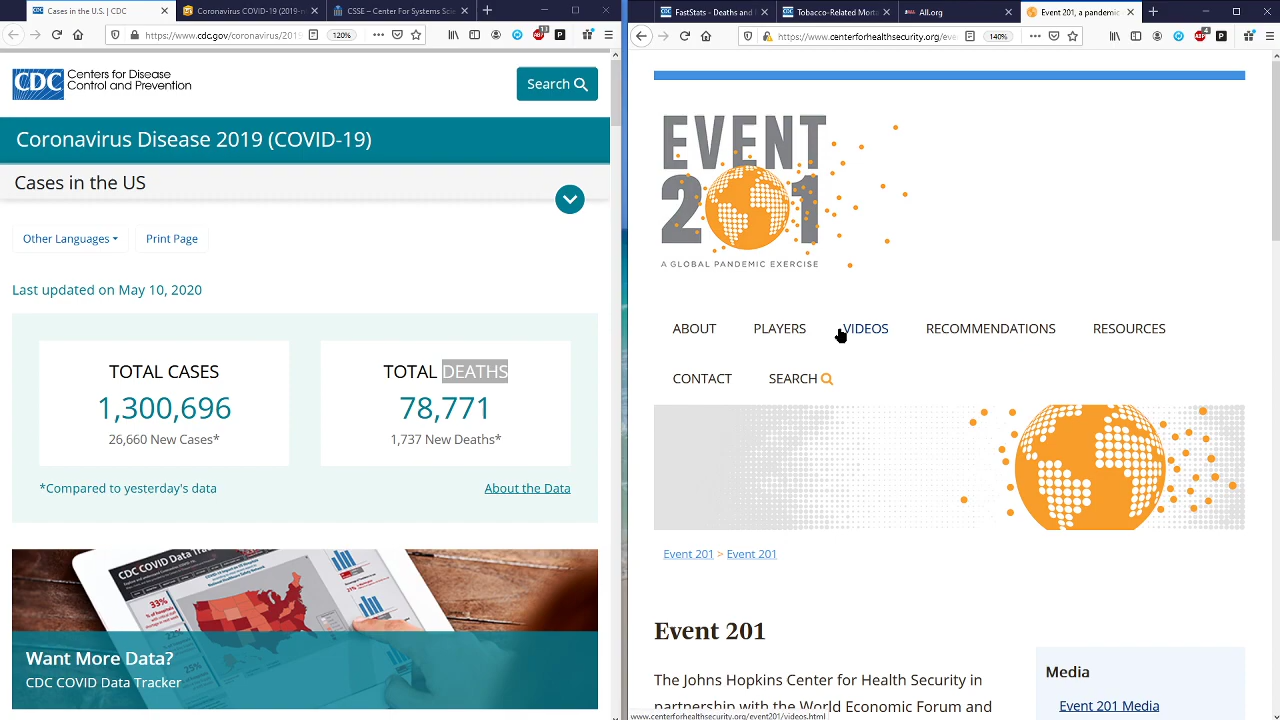 Cases in the U.S. | CDC
Coronavirus COVID-19 (2019-n
CSSE – Center For Systems Scie
https://www.cdc.gov/coronavirus/2019
120%
CDC
Centers for Disease
Control and Prevention
Search
Coronavirus Disease 2019 (COVID-19)
Cases in the US
Other Languages
Print Page
Last updated on May 10, 2020
TOTAL CASES
1,300,696
26,660 New Cases*
TOTAL DEATHS
78,771
1,737 New Deaths*
*Compared to yesterday's data
About the Data
CDC COVID Data Trac
33%
22%
25%
Want More Data?
CDC COVID Data Tracker
FastStats - Deaths and
Tobacco-Related Morta
AII.org
Event 201, a pandemic
https://www.centerforhealthsecurity.org/eve
140%
EVENT
201
A GLOBAL PANDEMIC EXERCISE
ABOUT
PLAYERS
VIDEOS
RECOMMENDATIONS
RESOURCES
CONTACT
SEARCH
Event 201 > Event 201
Event 201
The Johns Hopkins Center for Health Security in
partnership with the World Economic Forum and
Media
Event 201 Media
www.centerforhealthsecurity.org/event201/videos.html